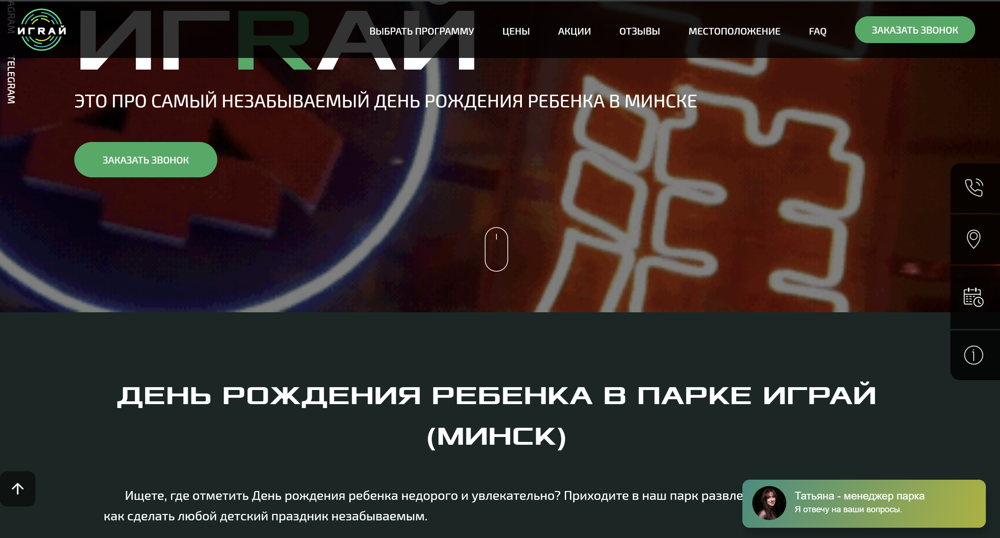 ИГRАЙ
ВЫБРАТЬ ПРОГРАММУ ЦЕНЫ АКЦИИ ОТЗЫВЫ МЕСТОПОЛОЖЕНИЕ FAQ ЗАКАЗАТЬ ЗВОНОК
ИГRАЙ
AGRAM
TELEGRAM
ЭТО ПРО САМЫЙ НЕЗАБЫВАЕМЫЙ ДЕНЬ РОЖДЕНИЯ РЕБЕНКА В МИНСКЕ
ЗАКАЗАТЬ ЗВОНОК
ДЕНЬ РОЖДЕНИЯ РЕБЕНКА В ПАРКЕ ИГРАЙ
(МИНСК)
Ищете, где отметить День рождения ребенка недорого и увлекательно? Приходите в наш парк развле
как сделать любой детский праздник незабываемым.
Татьяна - менеджер парка
Я отвечу на ваши вопросы.